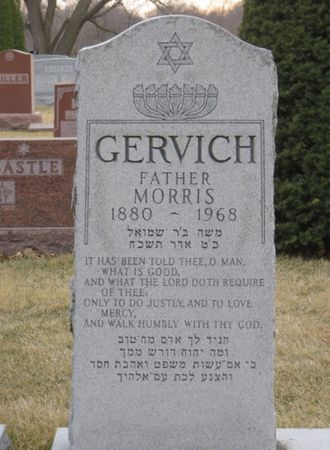 GERVICH
FATHER
MORRIS
1880 ~ 1968
משה ב'ר שמואל
כ'ט אדר תשכח
IT HAS BEEN TOLD THEE, O MAN,
WHAT IS GOOD,
AND WHAT THE LORD DOTH REQUIRE
OF THEE:
ONLY TO DO JUSTLY, AND TO LOVE
MERCY,
AND WALK HUMBLY WITH THY GOD.
הגיד לך אדם מה־טוב
ומה יהוה דורש ממך
כי אם־עשות משפט ואהבת חסד
והצנע לכת עם־אלהיך
ILLER
CASTLE